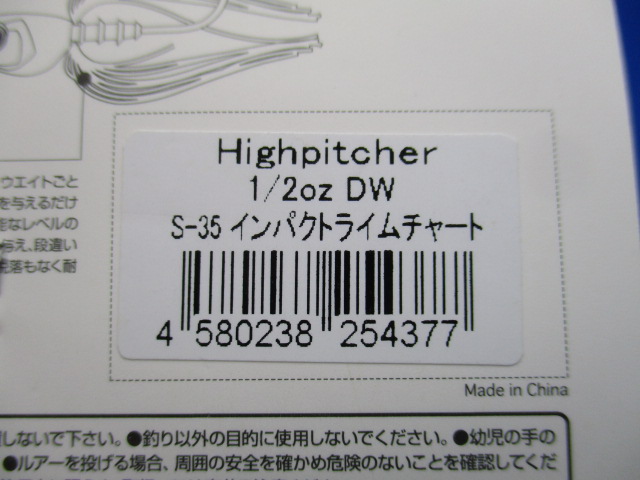 Highpitcher
1/2oz DW
S-35 インパクトライムチャート
4 580238 254377
ウエイトごと
を与えるだけ
なレベルの
与え、段違い
落もなく耐
Made in China
しないで下さい。●釣り以外の目的に使用しないでください。●幼児の手の
●ルアーを投げる場合、周囲の安全を確かめ危険のないことを確認してくだ